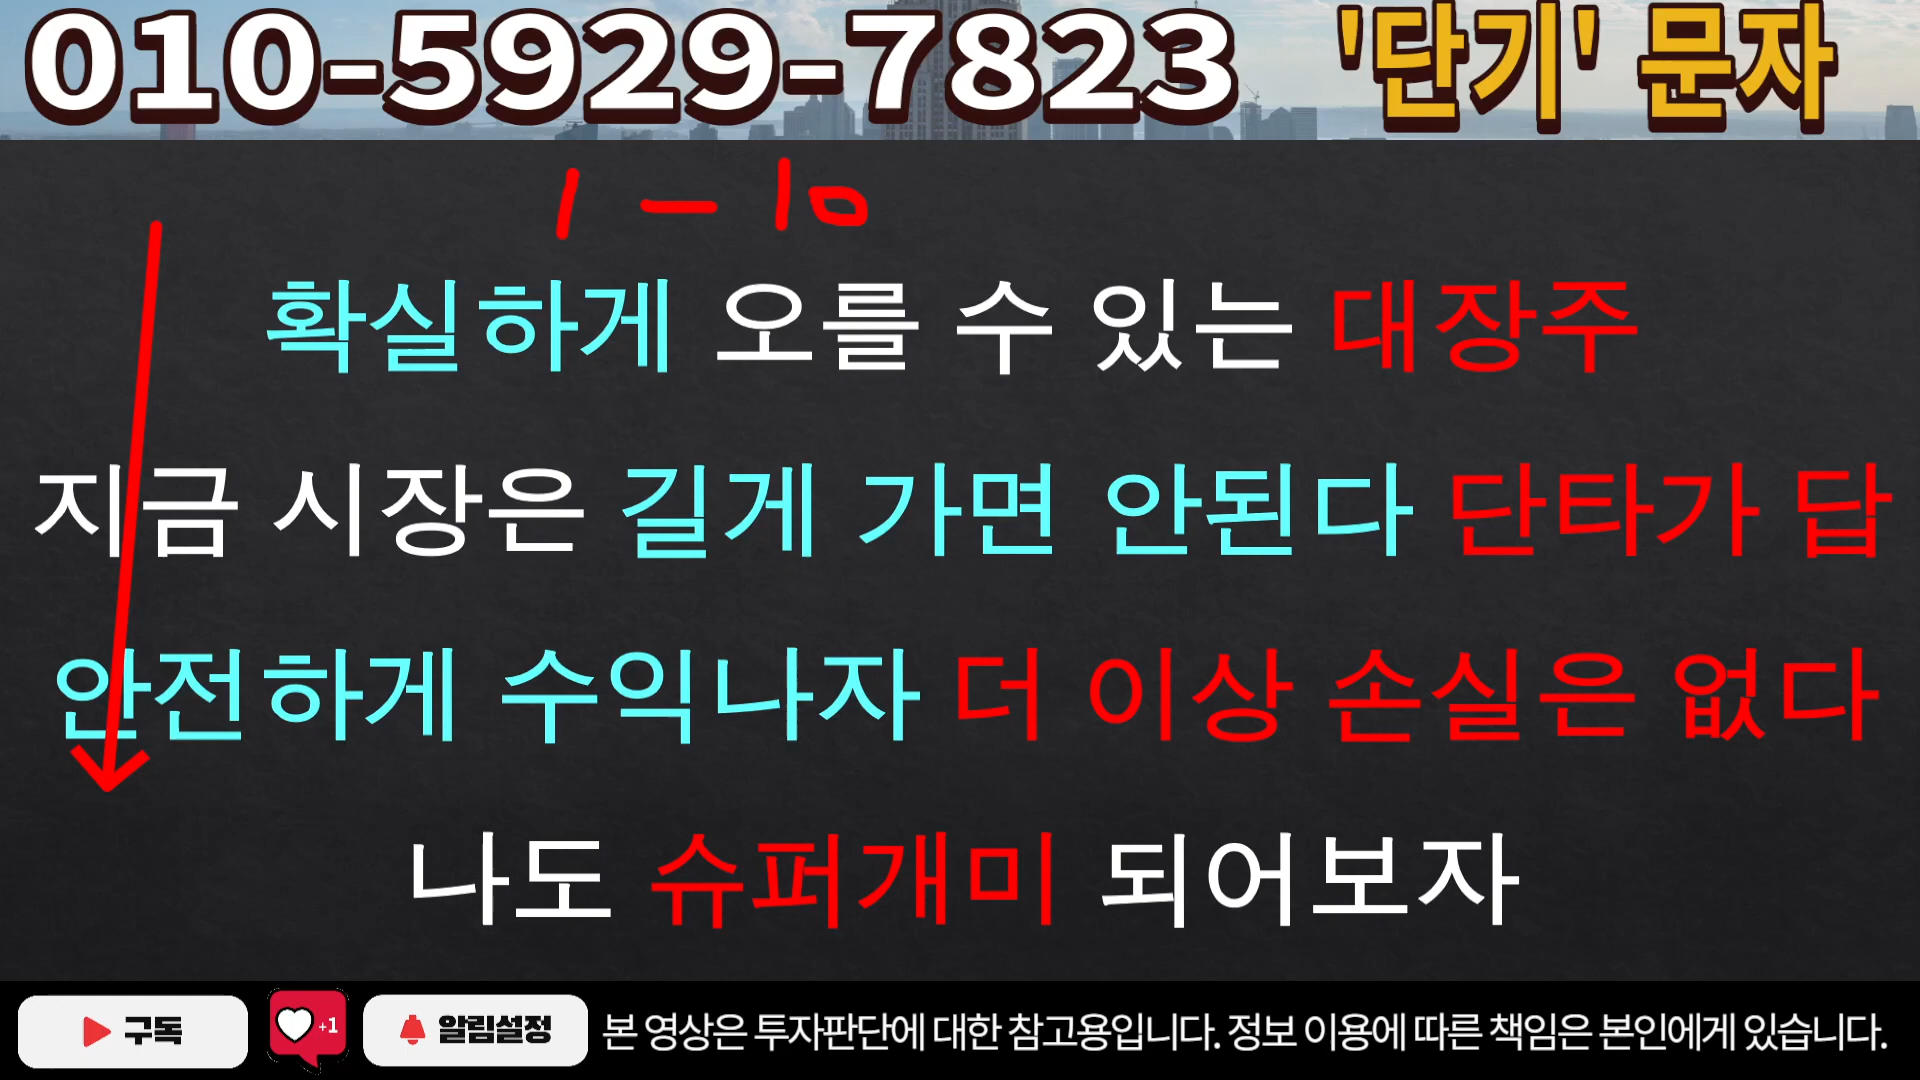 010-5929-7823 '단기' 문자
1 - 10
확실하게 오를 수 있는 대장주
지금 시장은 길게 가면 안된다 단타가 답
안전하게 수익나자 더 이상 손실은 없다
나도 슈퍼개미 되어보자
구독 +1 알림설정 본 영상은 투자판단에 대한 참고용입니다. 정보 이용에 따른 책임은 본인에게 있습니다.